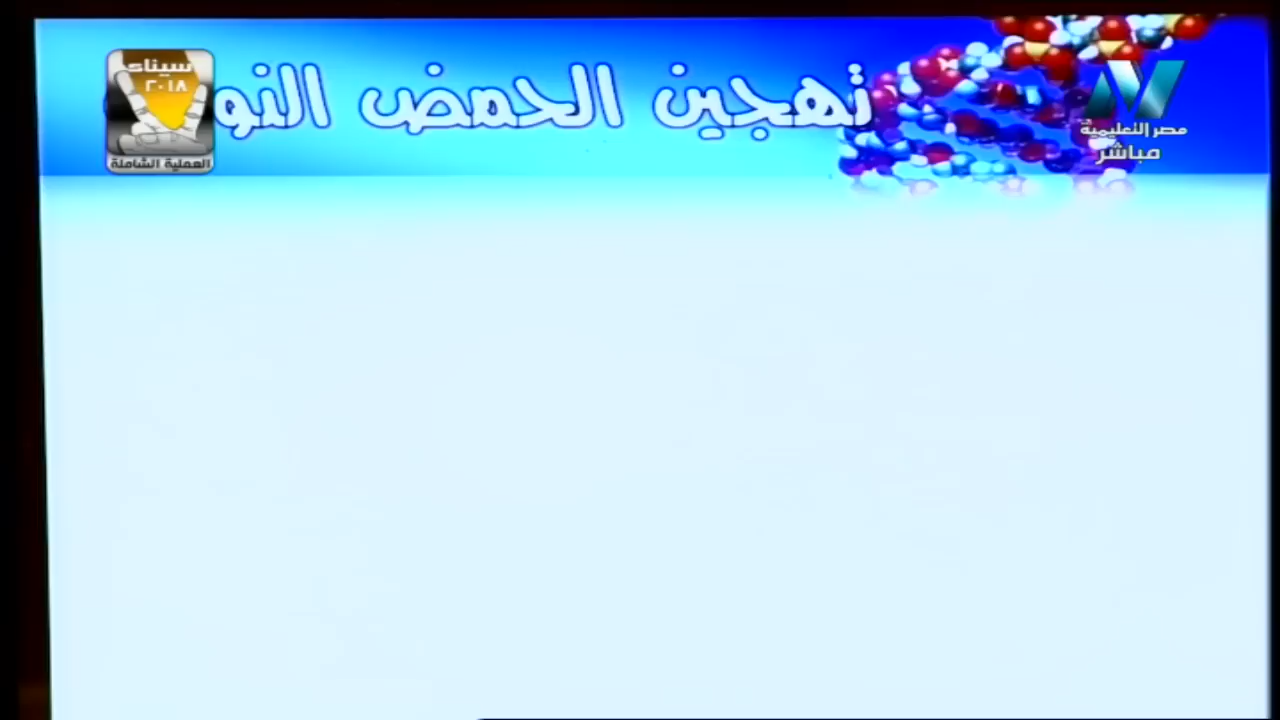 تهجين الحمض النو
سيناء
٢٠١٨
العملية الشاملة
مصر التعليمية
مباشر